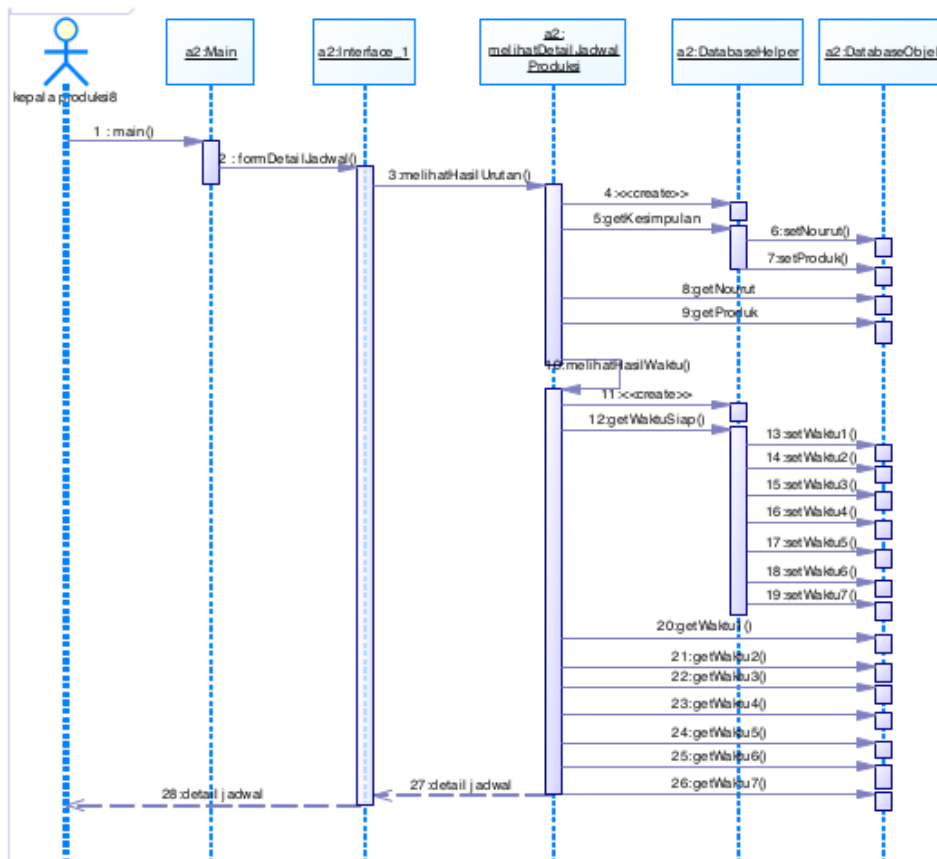 a2:Main
a2:Interface_1
a2:
melihatDetailJadwal
Produksi
a2:DatabaseHelper
a2:DatabaseObjek
kepala produksi8
1 : main()
2 : formDetailJadwal()
3:melihatHasilUrutan()
4:<<create>>
5:getKesimpulan
6:setNourut()
7:setProduk()
8:getNourut
9:getProduk
10:melihatHasilWaktu()
11:<<create>>
12:getWaktuSiap()
13:setWaktu1()
14:setWaktu2()
15:setWaktu3()
16:setWaktu4()
17:setWaktu5()
18:setWaktu6()
19:setWaktu7()
20:getWaktu1()
21:getWaktu2()
22:getWaktu3()
23:getWaktu4()
24:getWaktu5()
25:getWaktu6()
26:getWaktu7()
27:detail jadwal
28:detail jadwal